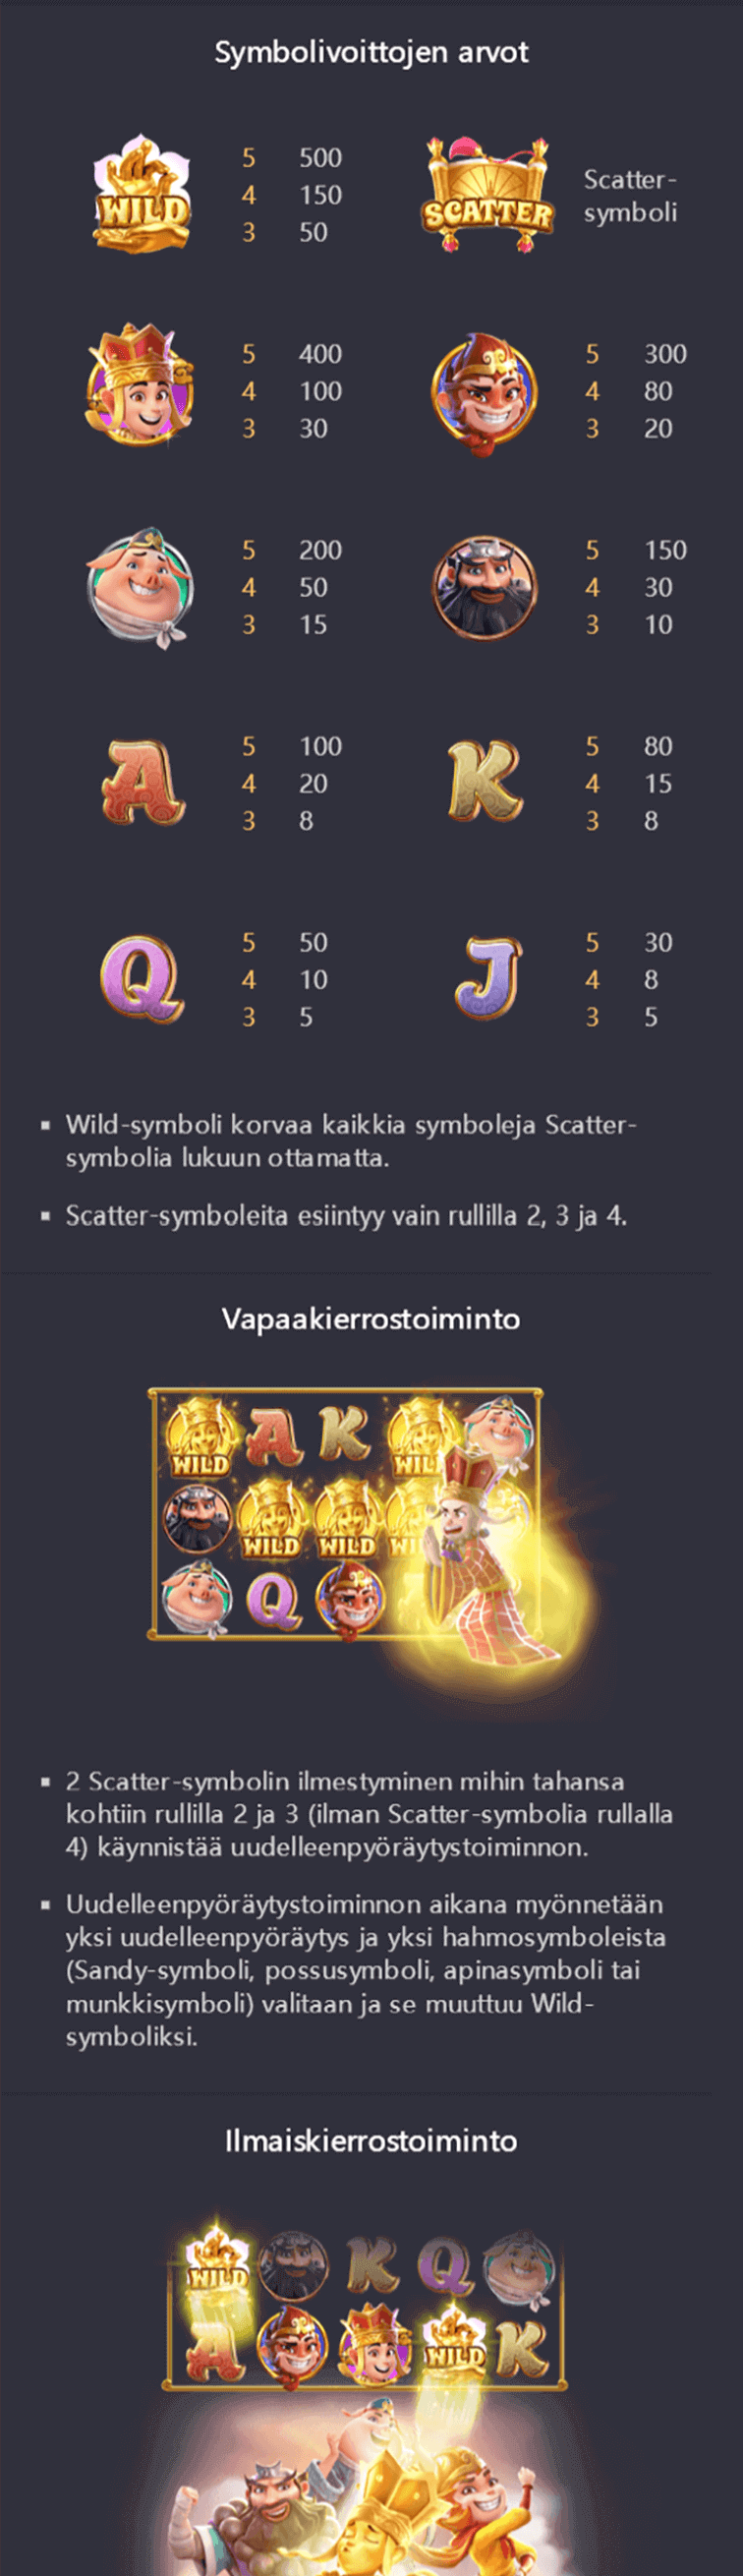 Symbolivoittojen arvot
WILD
5 500
4 150
3 50
SCATTER
Scatter-
symboli
5 400
4 100
3 30
5 300
4 80
3 20
5 200
4 50
3 15
5 150
4 30
3 10
A
5 100
4 20
3 8
K
5 80
4 15
3 8
Q
5 50
4 10
3 5
J
5 30
4 8
3 5
▪ Wild-symboli korvaa kaikkia symboleja Scatter-
symbolia lukuun ottamatta.
▪ Scatter-symboleita esiintyy vain rullilla 2, 3 ja 4.
Vapaakierrostoiminto
WILD A K WILD
WILD WILD WI
Q
▪ 2 Scatter-symbolin ilmestyminen mihin tahansa
kohtiin rullilla 2 ja 3 (ilman Scatter-symbolia rullalla
4) käynnistää uudelleenpyöräytystoiminnon.
▪ Uudelleenpyöräytystoiminnon aikana myönnetään
yksi uudelleenpyöräytys ja yksi hahmosymboleista
(Sandy-symboli, possusymboli, apinasymboli tai
munkkisymboli) valitaan ja se muuttuu Wild-
symboliksi.
Ilmaiskierrostoiminto
WILD K Q
A WILD K